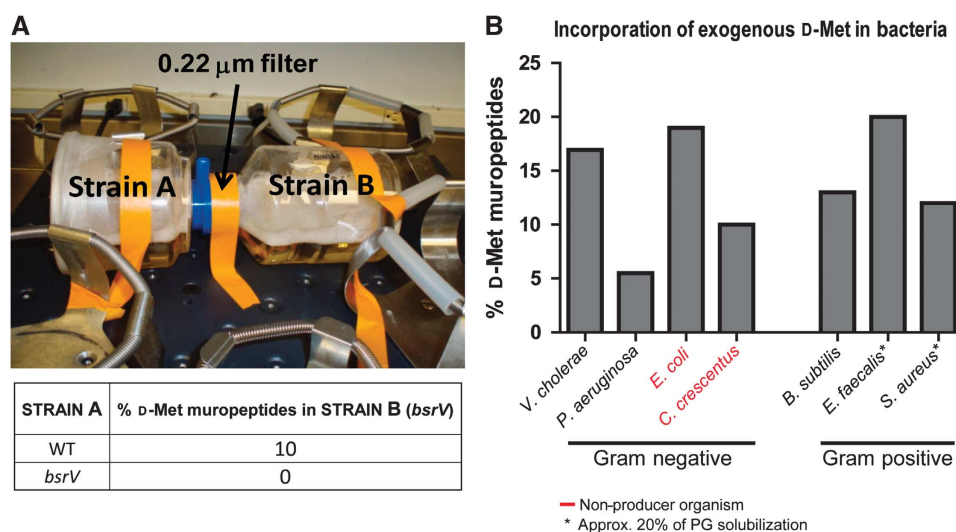 A
0.22 μm filter
Strain A
Strain B
STRAIN A
% D-Met muropeptides in STRAIN B (bsrV)
WT
10
bsrV
0
B
Incorporation of exogenous D-Met in bacteria
% D-Met muropeptides
25
20
15
10
5
0
V. cholerae
P. aeruginosa
E. coli
C. crescentus
B. subtilis
E. faecalis*
S. aureus*
Gram negative
Gram positive
Non-producer organism
* Approx. 20% of PG solubilization